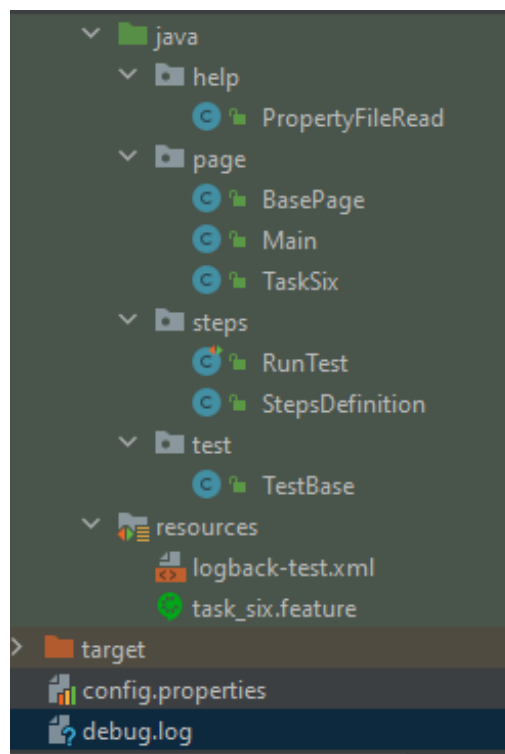 java
help
PropertyFileRead
page
BasePage
Main
TaskSix
steps
RunTest
StepsDefinition
test
TestBase
resources
logback-test.xml
task_six.feature
target
config.properties
debug.log